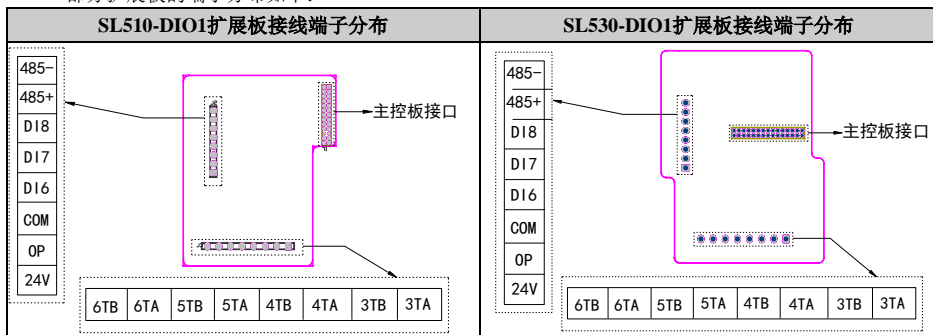 SL510-DIO1扩展板接线端子分布
485-
485+
DI8
DI7
DI6
COM
OP
24V
主控板接口
6TB 6TA 5TB 5TA 4TB 4TA 3TB 3TA
SL530-DIO1扩展板接线端子分布
485-
485+
DI8
DI7
DI6
COM
OP
24V
主控板接口
6TB 6TA 5TB 5TA 4TB 4TA 3TB 3TA